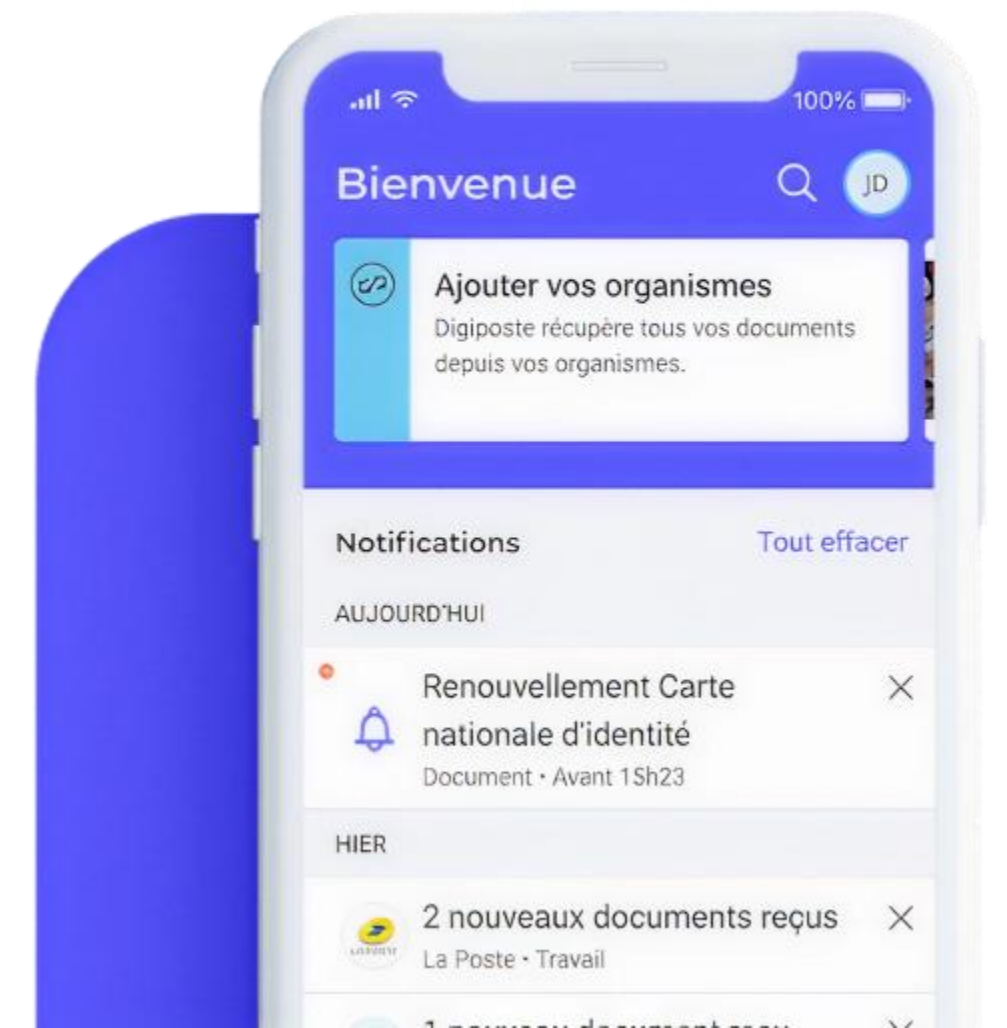 100%
Bienvenue
JD
Ajouter vos organismes
Digiposte récupère tous vos documents
depuis vos organismes.
Notifications
Tout effacer
AUJOURD'HUI
Renouvellement Carte
nationale d'identité
Document • Avant 15h23
HIER
2 nouveaux documents reçus
La Poste • Travail